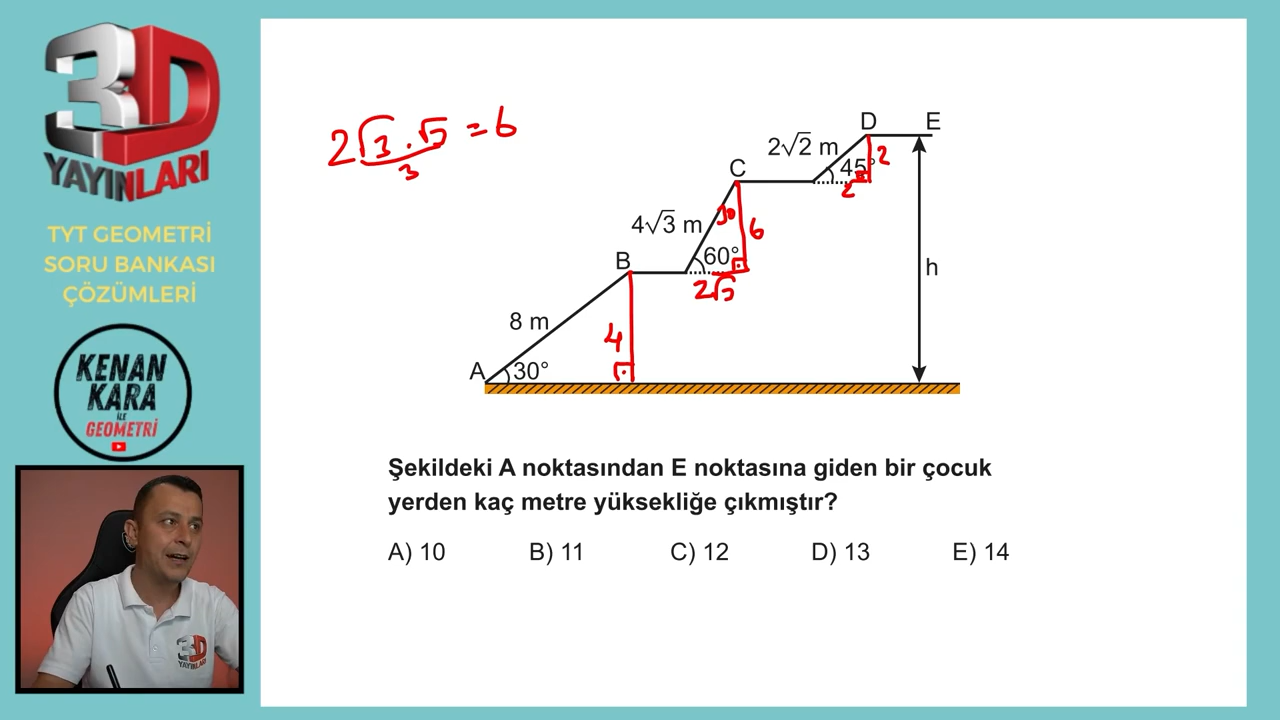 3D
YAYINLARI
TYT GEOMETRİ
SORU BANKASI
ÇÖZÜMLERİ
KENAN
KARA
İLE
GEOMETRİ
3D
YAYINLARI
2√3.√3 = 6
3
D E
2√2 m
45°
2
2
C
4√3 m
30
6
60°
2√3
B
h
8 m
4
A
30°
Şekildeki A noktasından E noktasına giden bir çocuk
yerden kaç metre yüksekliğe çıkmıştır?
A) 10 B) 11 C) 12 D) 13 E) 14